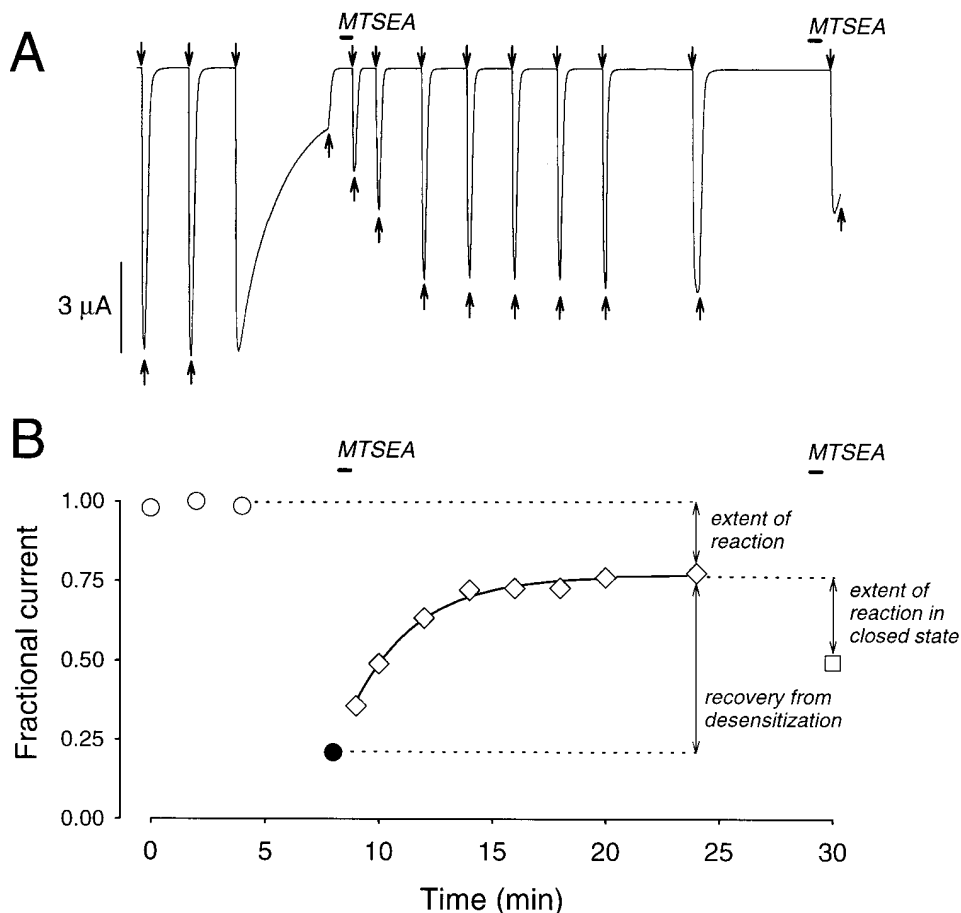 A
MTSEA
MTSEA
3 μA
B
MTSEA
MTSEA
Fractional current
1.00
0.75
0.50
0.25
0.00
extent of
reaction
extent of
reaction in
closed state
recovery from
desensitization
0 5 10 15 20 25 30
Time (min)